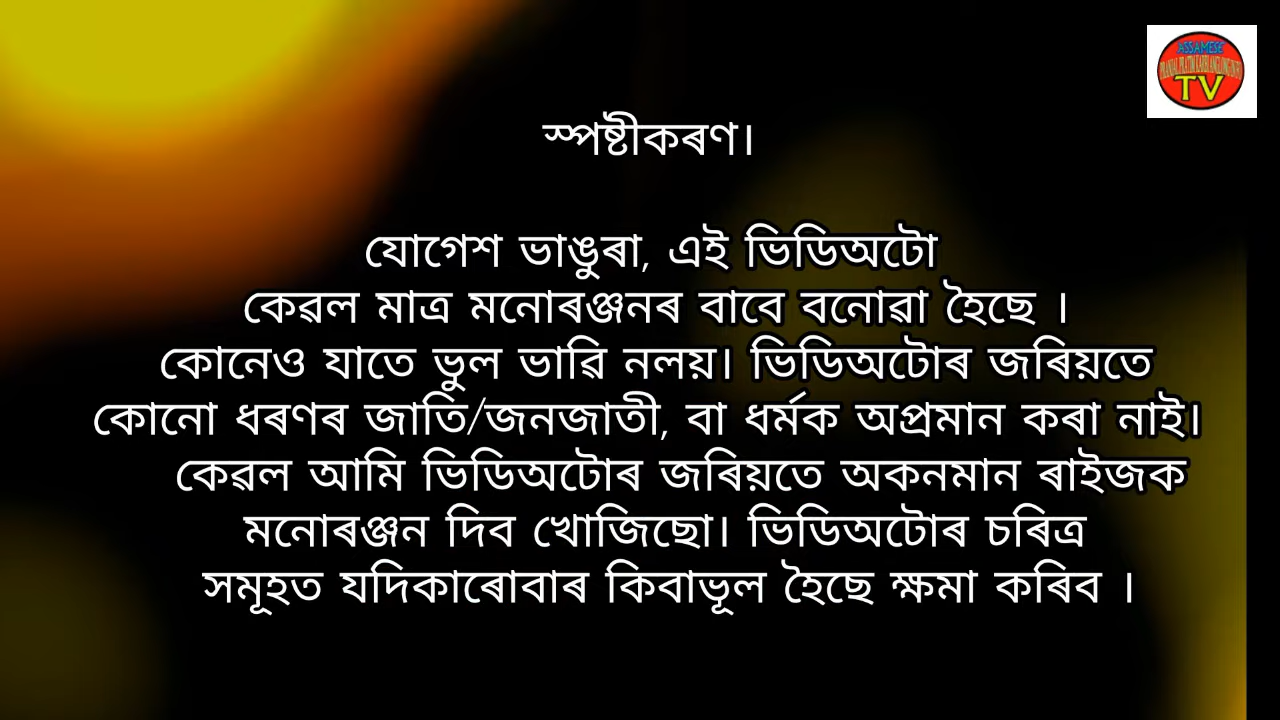 ASSAMESE
TV
স্পষ্টীকৰণ।
যোগেশ ভাঙুৰা, এই ভিডিঅটো
কেৱল মাত্ৰ মনোৰঞ্জনৰ বাবে বনোৱা হৈছে ।
কোনেও যাতে ভুল ভাৱি নলয়। ভিডিঅটোৰ জৰিয়তে
কোনো ধৰণৰ জাতি/জনজাতী, বা ধৰ্মক অপ্ৰমান কৰা নাই।
কেৱল আমি ভিডিঅটোৰ জৰিয়তে অকনমান ৰাইজক
মনোৰঞ্জন দিব খোজিছো। ভিডিঅটোৰ চৰিত্ৰ
সমূহত যদিকাৰোবাৰ কিবাভূল হৈছে ক্ষমা কৰিব ।